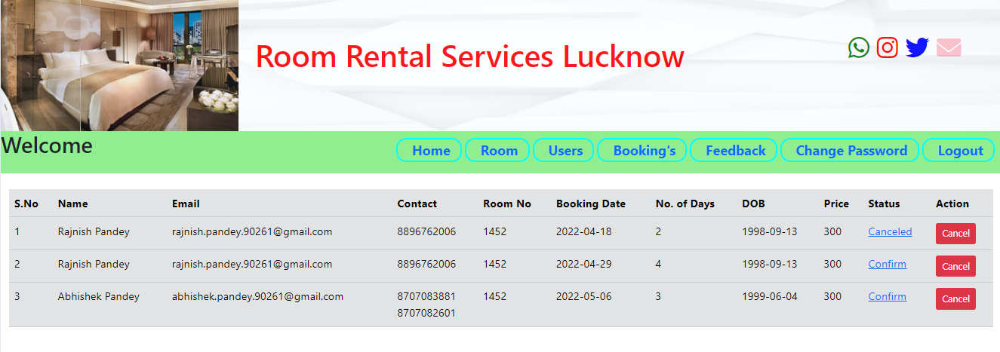 Room Rental Services Lucknow
Welcome
Home Room Users Booking's Feedback Change Password Logout
S.No Name Email Contact Room No Booking Date No. of Days DOB Price Status Action
1 Rajnish Pandey rajnish.pandey.90261@gmail.com 8896762006 1452 2022-04-18 2 1998-09-13 300 Canceled Cancel
2 Rajnish Pandey rajnish.pandey.90261@gmail.com 8896762006 1452 2022-04-29 4 1998-09-13 300 Confirm Cancel
3 Abhishek Pandey abhishek.pandey.90261@gmail.com 8707083881 1452 2022-05-06 3 1999-06-04 300 Confirm Cancel
8707082601